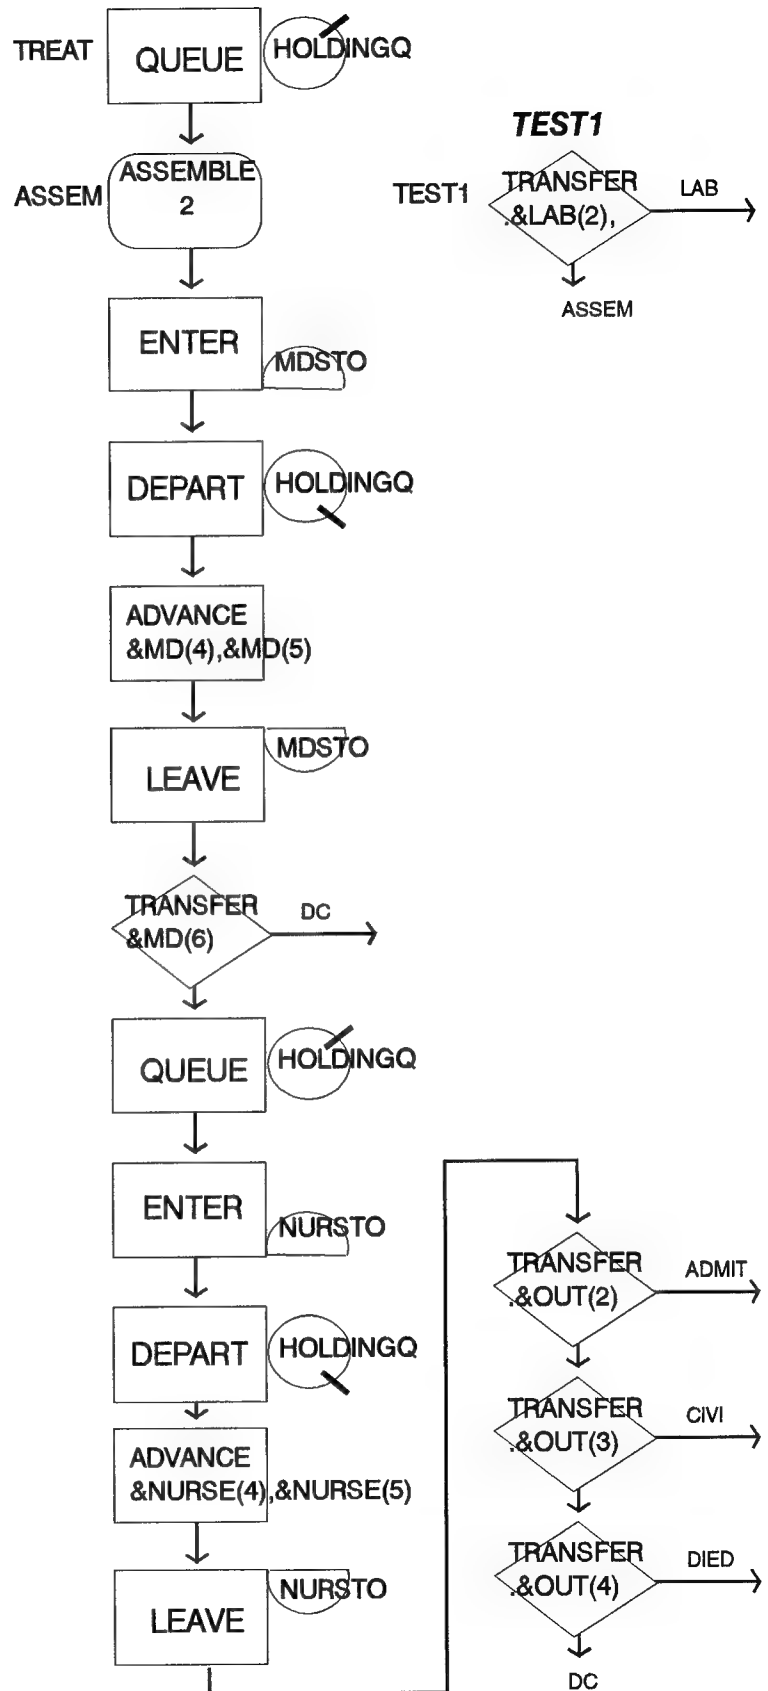 TREAT
QUEUE
HOLDINGQ
ASSEM
ASSEMBLE
2
ENTER
MDSTO
DEPART
HOLDINGQ
ADVANCE
&MD(4),&MD(5)
LEAVE
MDSTO
TRANSFER
&MD(6)
DC
QUEUE
HOLDINGQ
ENTER
NURSTO
DEPART
HOLDINGQ
ADVANCE
&NURSE(4),&NURSE(5)
LEAVE
NURSTO
TEST1
TEST1
TRANSFER
.&LAB(2),
LAB
ASSEM
TRANSFER
.&OUT(2)
ADMIT
TRANSFER
.&OUT(3)
CIVI
TRANSFER
.&OUT(4)
DIED
DC